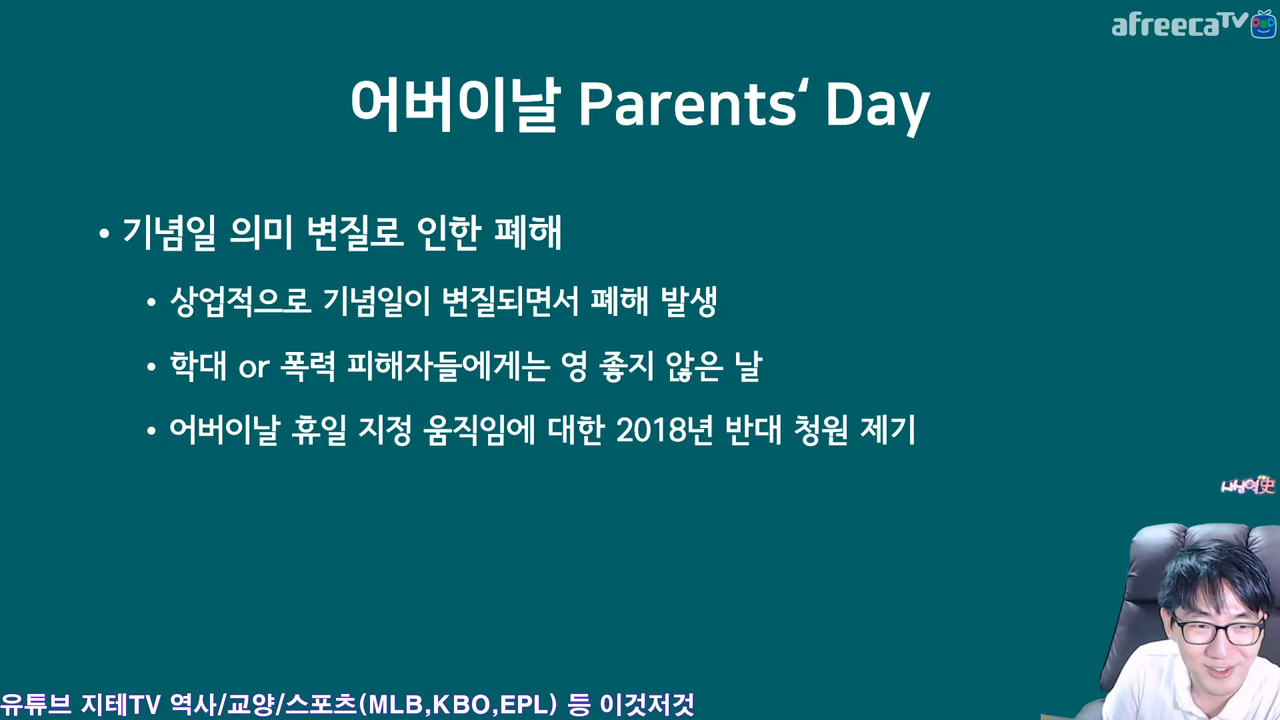 afreecaTV
어버이날 Parents‘ Day
• 기념일 의미 변질로 인한 폐해
• 상업적으로 기념일이 변질되면서 폐해 발생
• 학대 or 폭력 피해자들에게는 영 좋지 않은 날
• 어버이날 휴일 지정 움직임에 대한 2018년 반대 청원 제기
유튜브 지테TV 역사/교양/스포츠(MLB,KBO,EPL) 등 이것저것